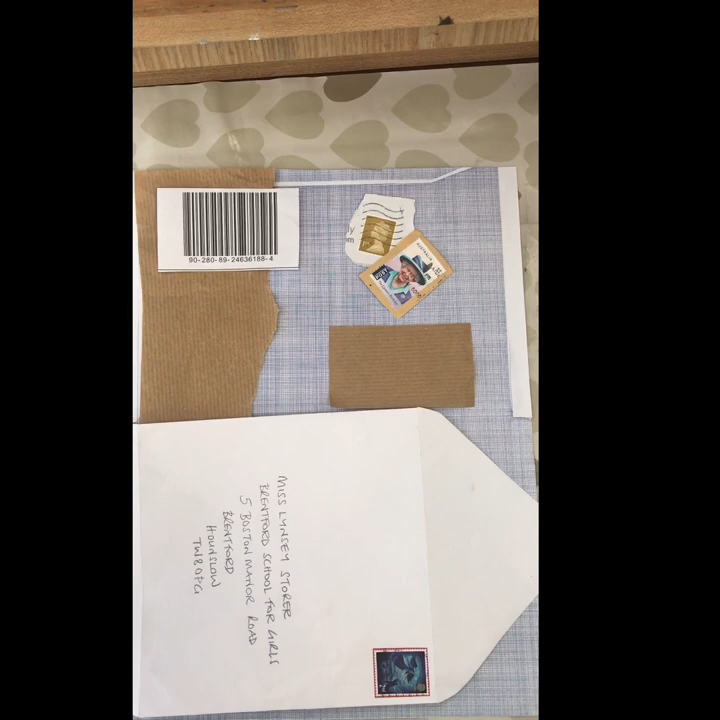 90-280-89-24636188-4
AUSTRALIA
MISS LYNSEY STORER
BRENTFORD SCHOOL FOR GIRLS
5 BOSTON MANOR ROAD
BRENTFORD
HOUNSLOW
TW8 0PG